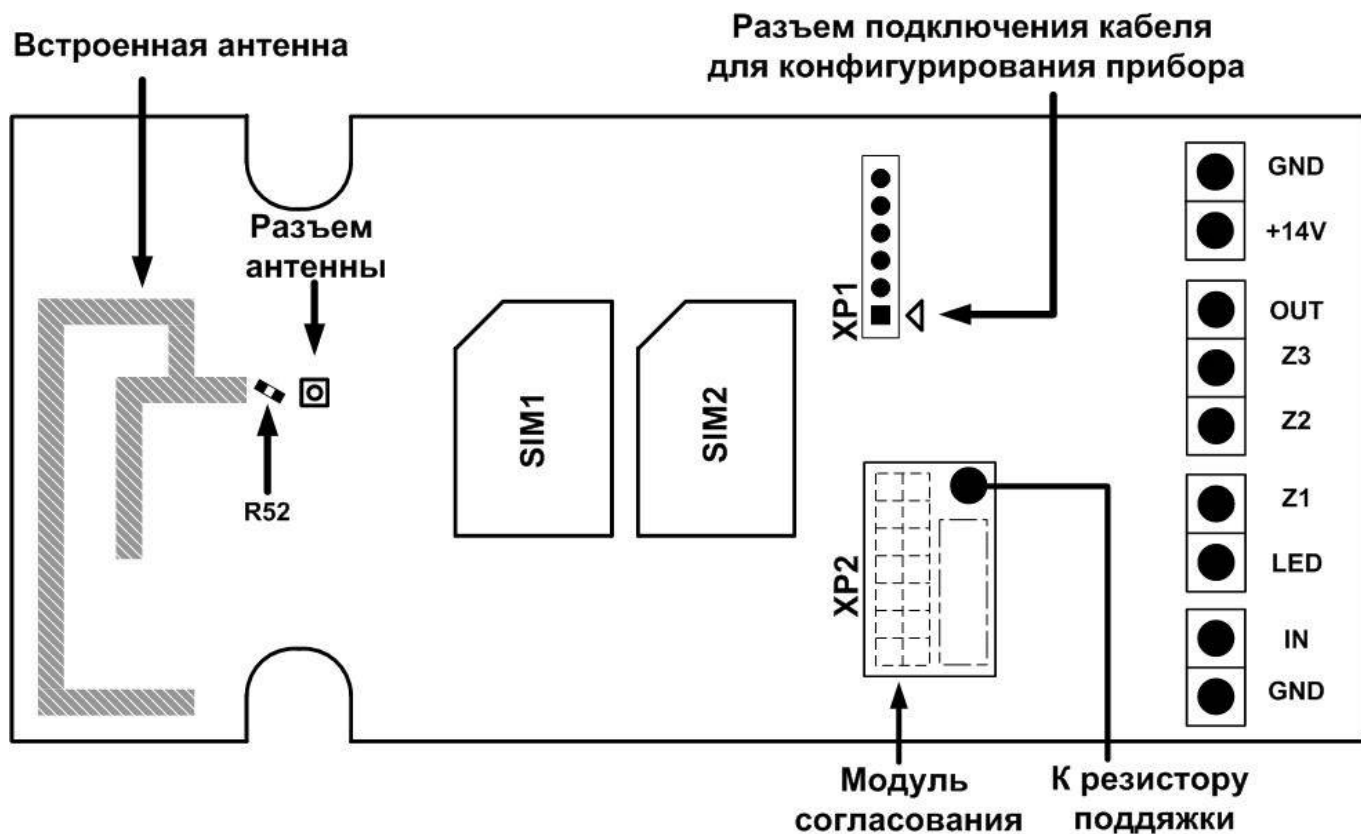 Встроенная антенна
Разъем подключения кабеля
для конфигурирования прибора
Разъем
антенны
R52
SIM1
SIM2
XP1
XP2
GND
+14V
OUT
Z3
Z2
Z1
LED
IN
GND
Модуль
согласования
К резистору
поддяжки